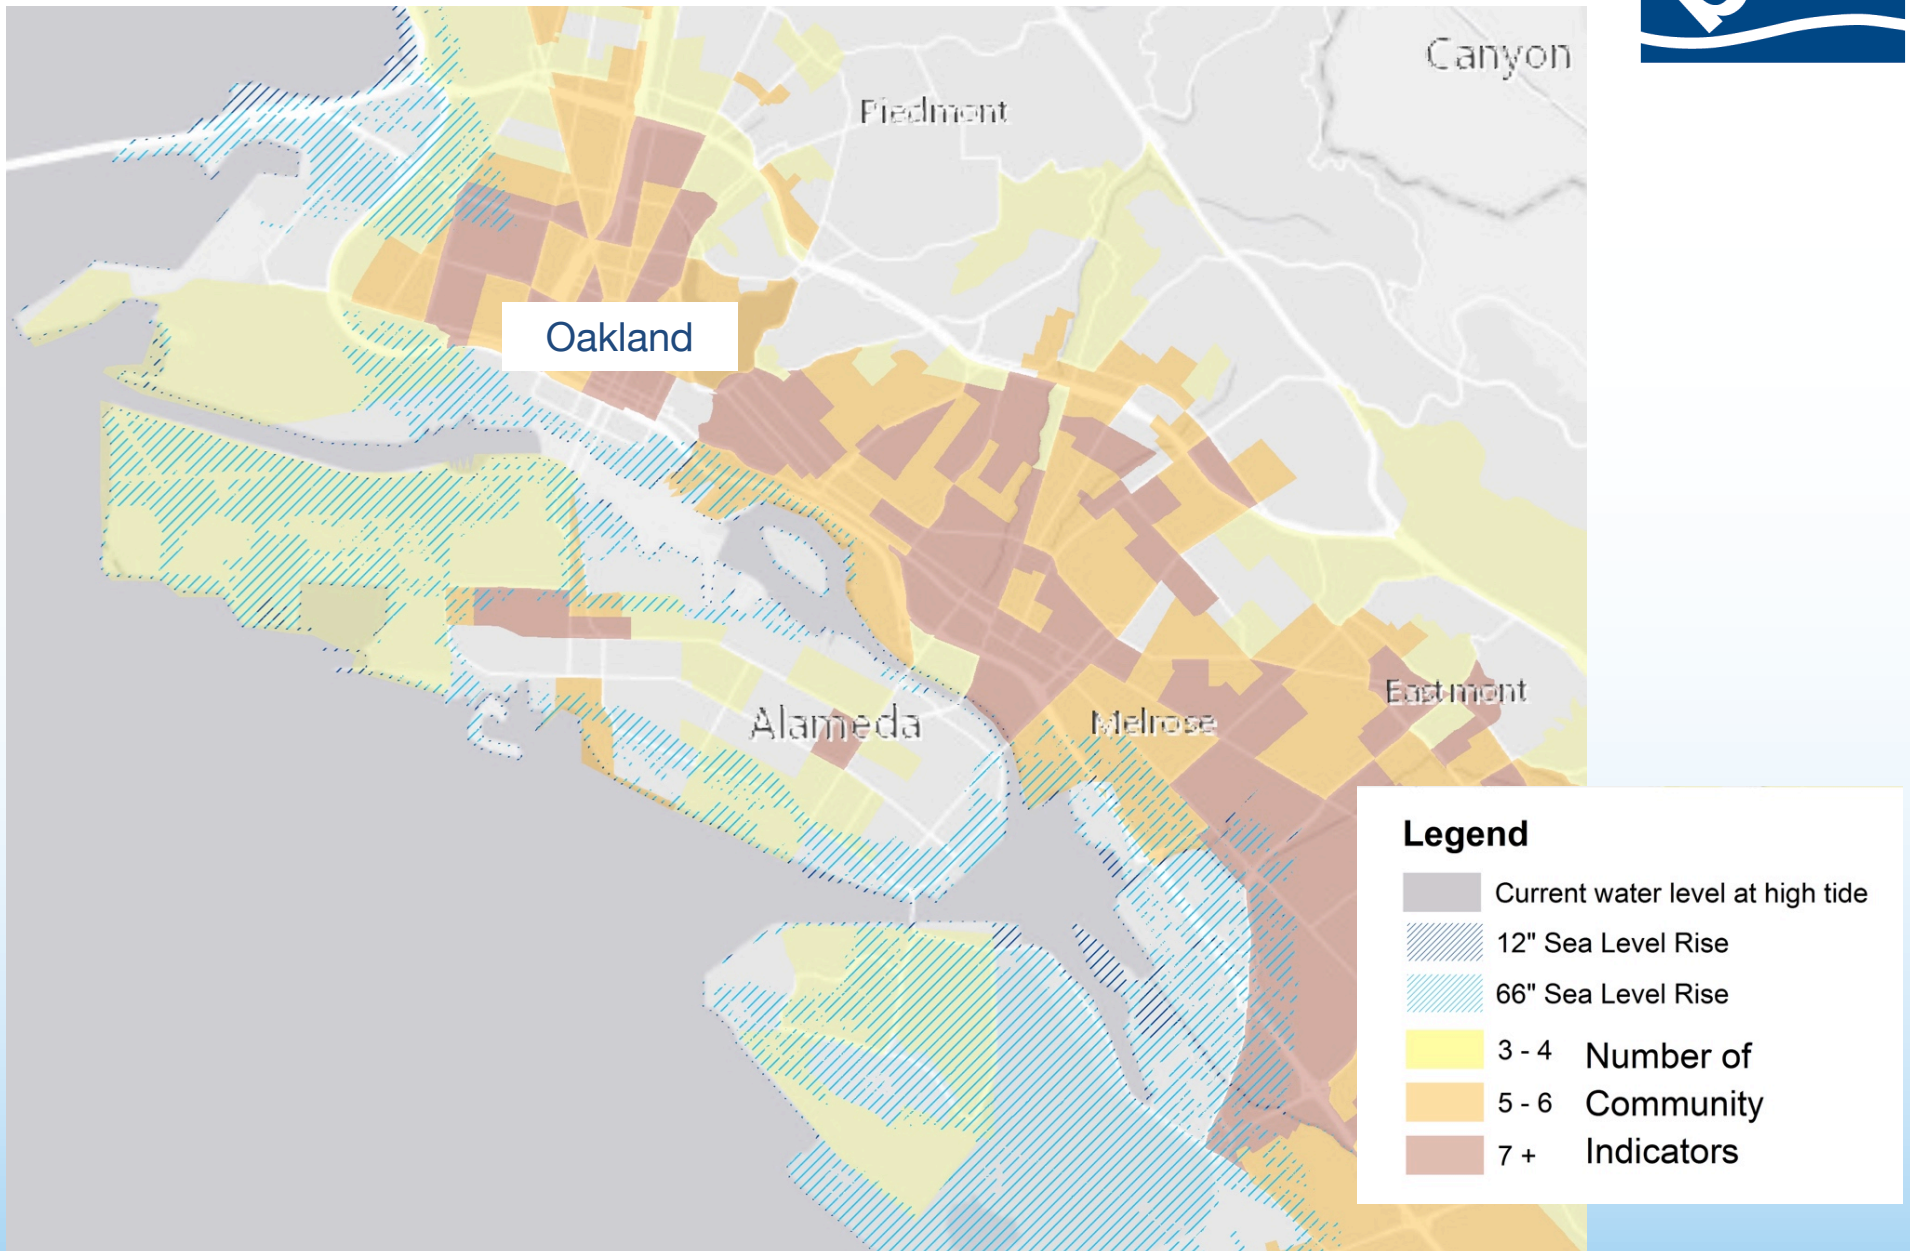 Canyon
Piedmont
Oakland
Eastmont
Alameda
Melrose
Legend
Current water level at high tide
12" Sea Level Rise
66" Sea Level Rise
3 - 4
5 - 6
7 +
Number of
Community
Indicators